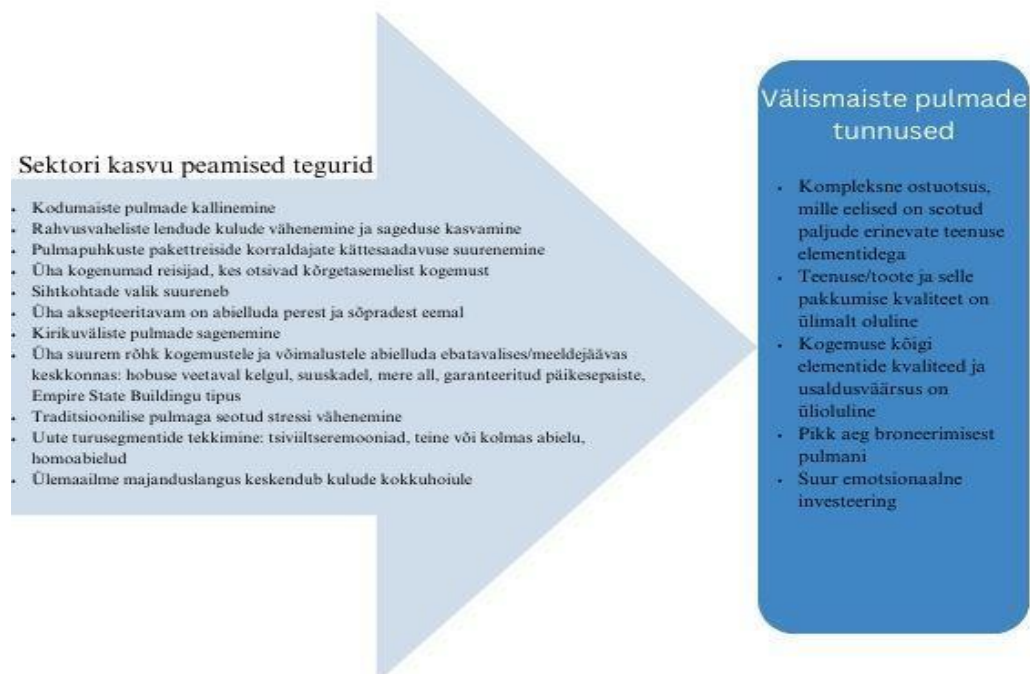 Sektori kasvu peamised tegurid
Kodumaiste pulmade kallinemine
Rahvusvaheliste lendude kulude vähenemine ja sageduse kasvamine
Pulmapuhkuste pakettreiside korraldajate kättesaadavuse suurenemine
Üha kogenumad reisijad, kes otsivad kõrgetasemelist kogemust
Sihtkohtade valik suureneb
Üha aksepteeritavam on abielluda perest ja sõpradest eemal
Kirikuväliste pulmade sagenemine
Üha suurem rõhk kogemustele ja võimalustele abielluda ebatavalises/meeldejäävas
keskkonnas: hobuse veetaval kelgul, suuskadel, mere all, garanteeritud päikesepaiste,
Empire State Buildingu tipus
Traditsioonilise pulmaga seotud stressi vähenemine
Uute turusegmentide tekkimine: tsiviiltseremooniad, teine või kolmas abielu,
homoabielud
Ülemaailme majanduslangus keskendub kulude kokkuhoiule
Välismaiste pulmade
tunnused
Kompleksne ostuotsus,
mille eelised on seotud
paljude erinevate teenuse
elementidega
Teenuse/toote ja selle
pakkumise kvaliteet on
ülimalt oluline
Kogemuse kõigi
elementide kvaliteed ja
usaldusväärsus on
ülioluline
Pikk aeg broneerimisest
pulmani
Suur emotsionaalne
investeering